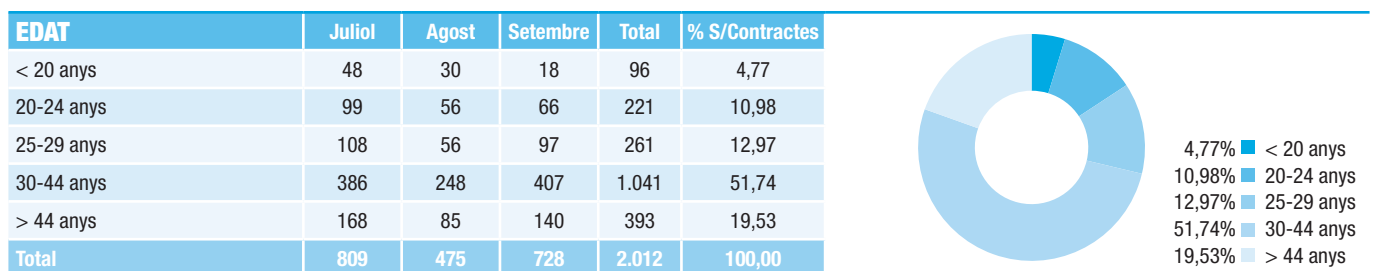 EDAT Juliol Agost Setembre Total % S/Contractes
< 20 anys 48 30 18 96 4,77
20-24 anys 99 56 66 221 10,98
25-29 anys 108 56 97 261 12,97
30-44 anys 386 248 407 1.041 51,74
> 44 anys 168 85 140 393 19,53
Total 809 475 728 2.012 100,00
4,77% < 20 anys
10,98% 20-24 anys
12,97% 25-29 anys
51,74% 30-44 anys
19,53% > 44 anys